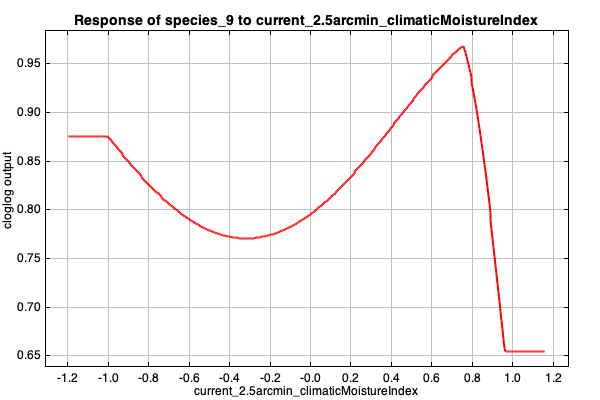 Response of species_9 to current_2.5arcmin_climaticMoistureIndex
cloglog output
0.95
0.90
0.85
0.80
0.75
0.70
0.65
-1.2 -1.0 -0.8 -0.6 -0.4 -0.2 -0.0 0.2 0.4 0.6 0.8 1.0 1.2
current_2.5arcmin_climaticMoistureIndex